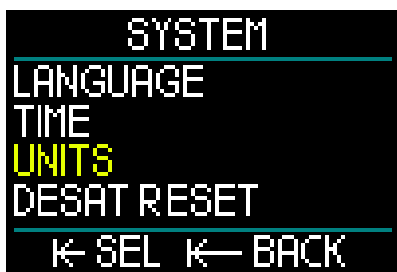 SYSTEM
LANGUAGE
TIME
UNITS
DESAT RESET
SEL BACK